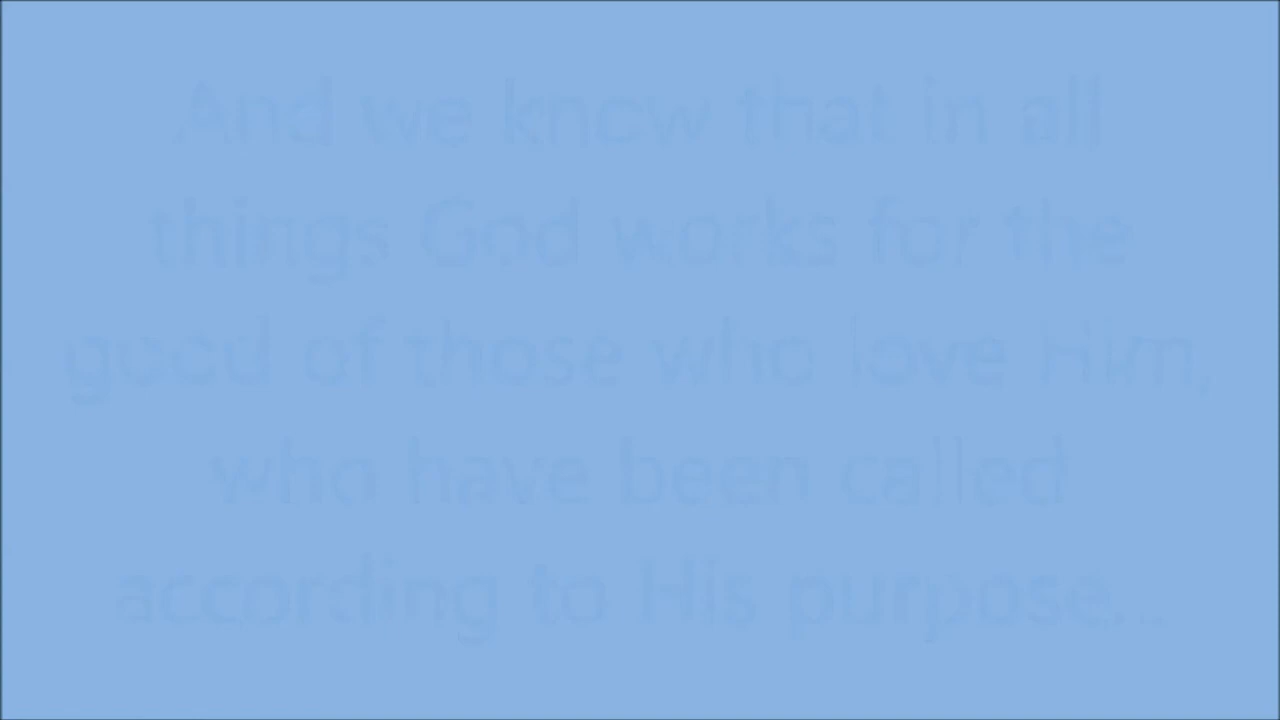 And we know that in all
things God works for the
good of those who love Him,
who have been called
according to His purpose...